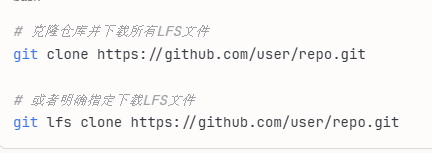 # 克隆仓库并下载所有LFS文件
git clone https://github.com/user/repo.git
# 或者明确指定下载LFS文件
git lfs clone https://github.com/user/repo.git